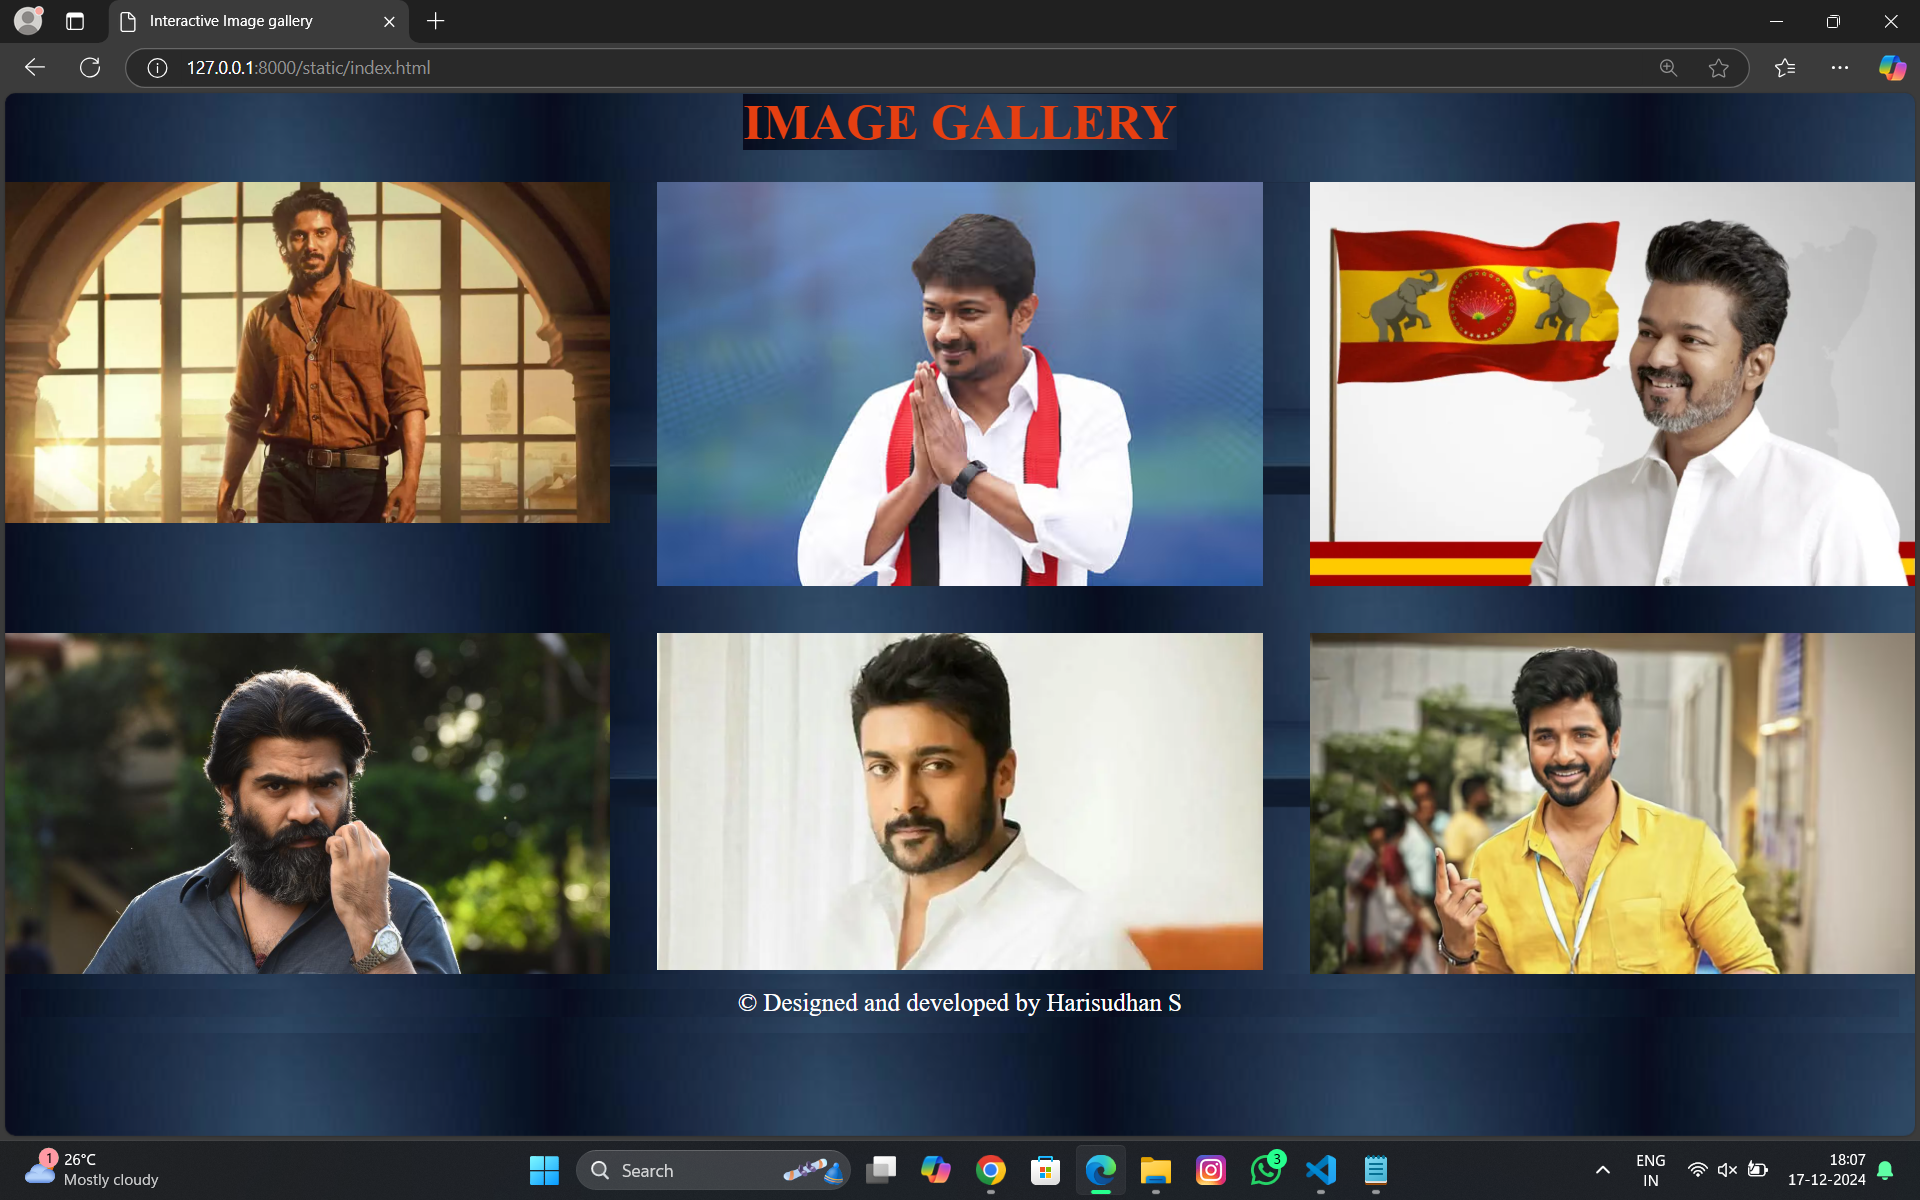 Interactive Image gallery
127.0.0.1:8000/static/index.html
IMAGE GALLERY
© Designed and developed by Harisudhan S
1
26°C
Mostly cloudy
Search
3
ENG
IN
18:07
17-12-2024